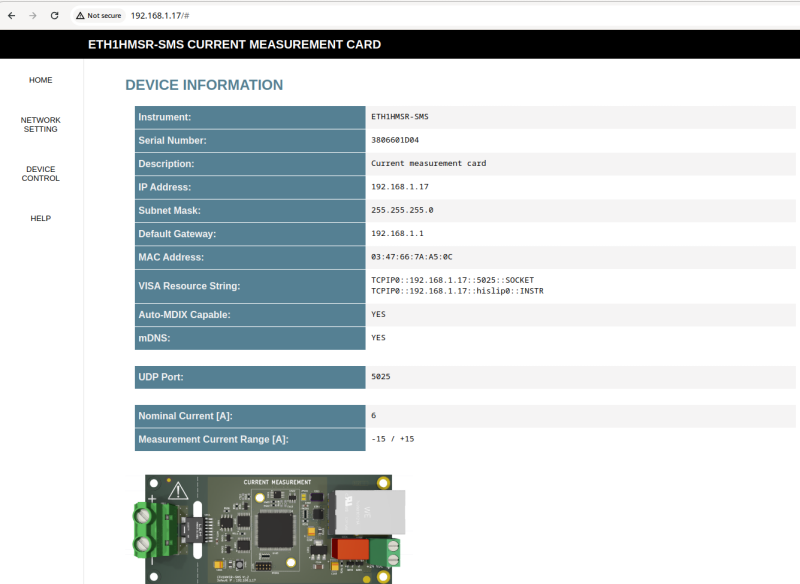 Not secure 192.168.1.17/#
ETH1HMSR-SMS CURRENT MEASUREMENT CARD
HOME
NETWORK
SETTING
DEVICE
CONTROL
HELP
DEVICE INFORMATION
Instrument: ETH1HMSR-SMS
Serial Number: 3806601D04
Description: Current measurement card
IP Address: 192.168.1.17
Subnet Mask: 255.255.255.0
Default Gateway: 192.168.1.1
MAC Address: 03:47:66:7A:A5:0C
VISA Resource String: TCPIP0::192.168.1.17::5025::SOCKET
TCPIP0::192.168.1.17::hislip0::INSTR
Auto-MDIX Capable: YES
mDNS: YES
UDP Port: 5025
Nominal Current [A]: 6
Measurement Current Range [A]: -15 / +15
CURRENT MEASUREMENT